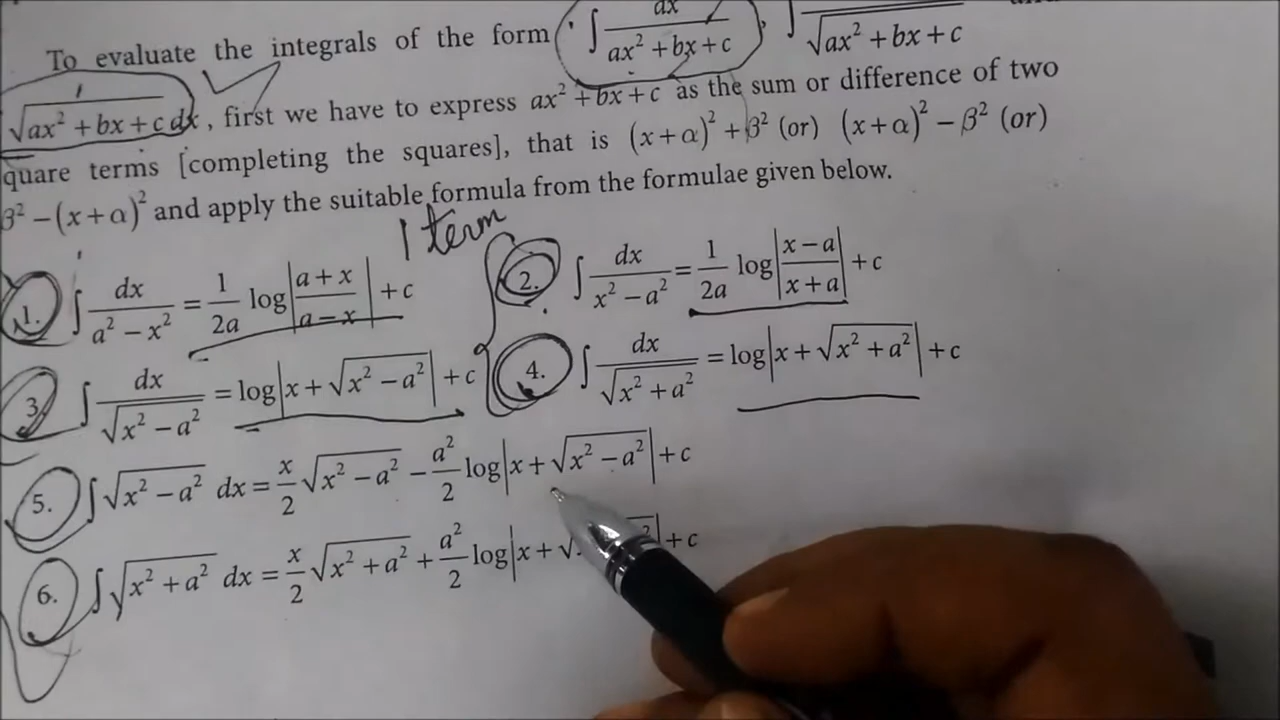 To evaluate the integrals of the form ∫ dx/(ax² + bx + c), ∫ /√(ax² + bx + c)
√(ax² + bx + c) dx, first we have to express ax² + bx + c as the sum or difference of two
quare terms [completing the squares], that is (x + α)² + β² (or) (x + α)² − β² (or)
β² − (x + α)² and apply the suitable formula from the formulae given below.
1 term
1. ∫ dx/(a² − x²) = 1/2a log|(a + x)/(a − x)| + c
2. ∫ dx/(x² − a²) = 1/2a log|(x − a)/(x + a)| + c
3. ∫ dx/√(x² − a²) = log|x + √(x² − a²)| + c
4. ∫ dx/√(x² + a²) = log|x + √(x² + a²)| + c
5. ∫ √(x² − a²) dx = x/2 √(x² − a²) − a²/2 log|x + √(x² − a²)| + c
6. ∫ √(x² + a²) dx = x/2 √(x² + a²) + a²/2 log|x + √ ²| + c